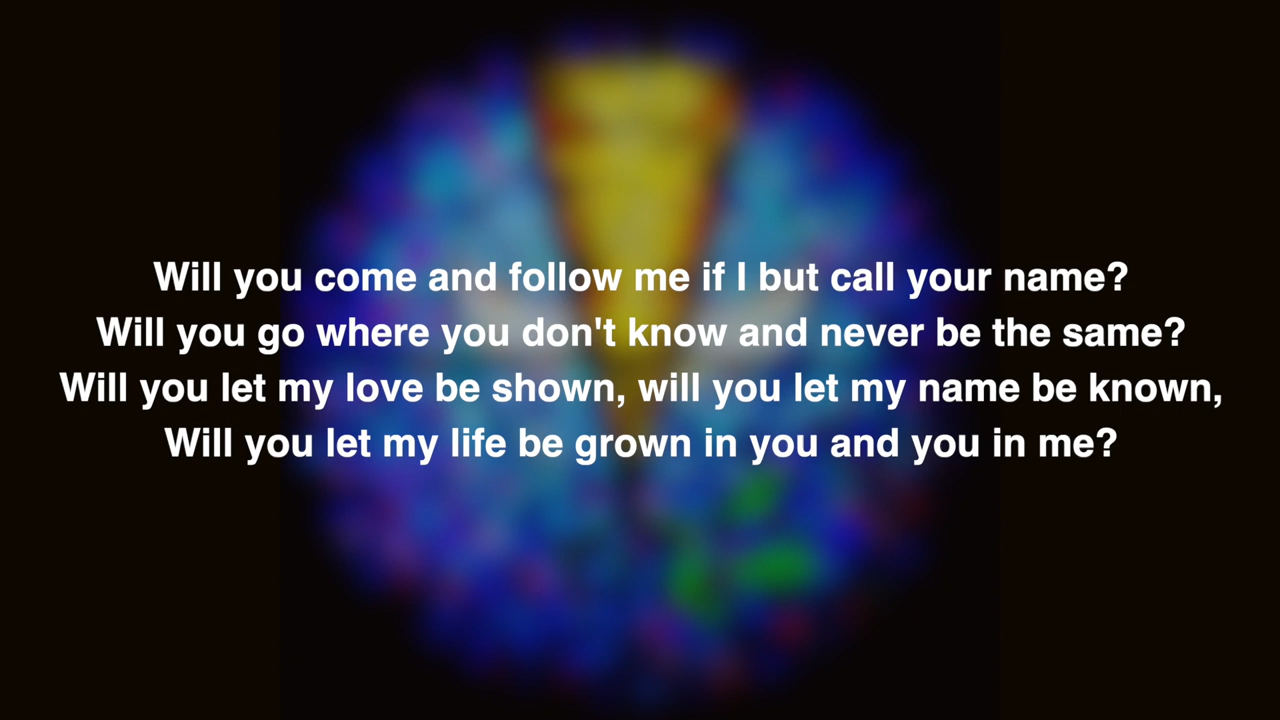 Will you come and follow me if I but call your name?
Will you go where you don't know and never be the same?
Will you let my love be shown, will you let my name be known,
Will you let my life be grown in you and you in me?